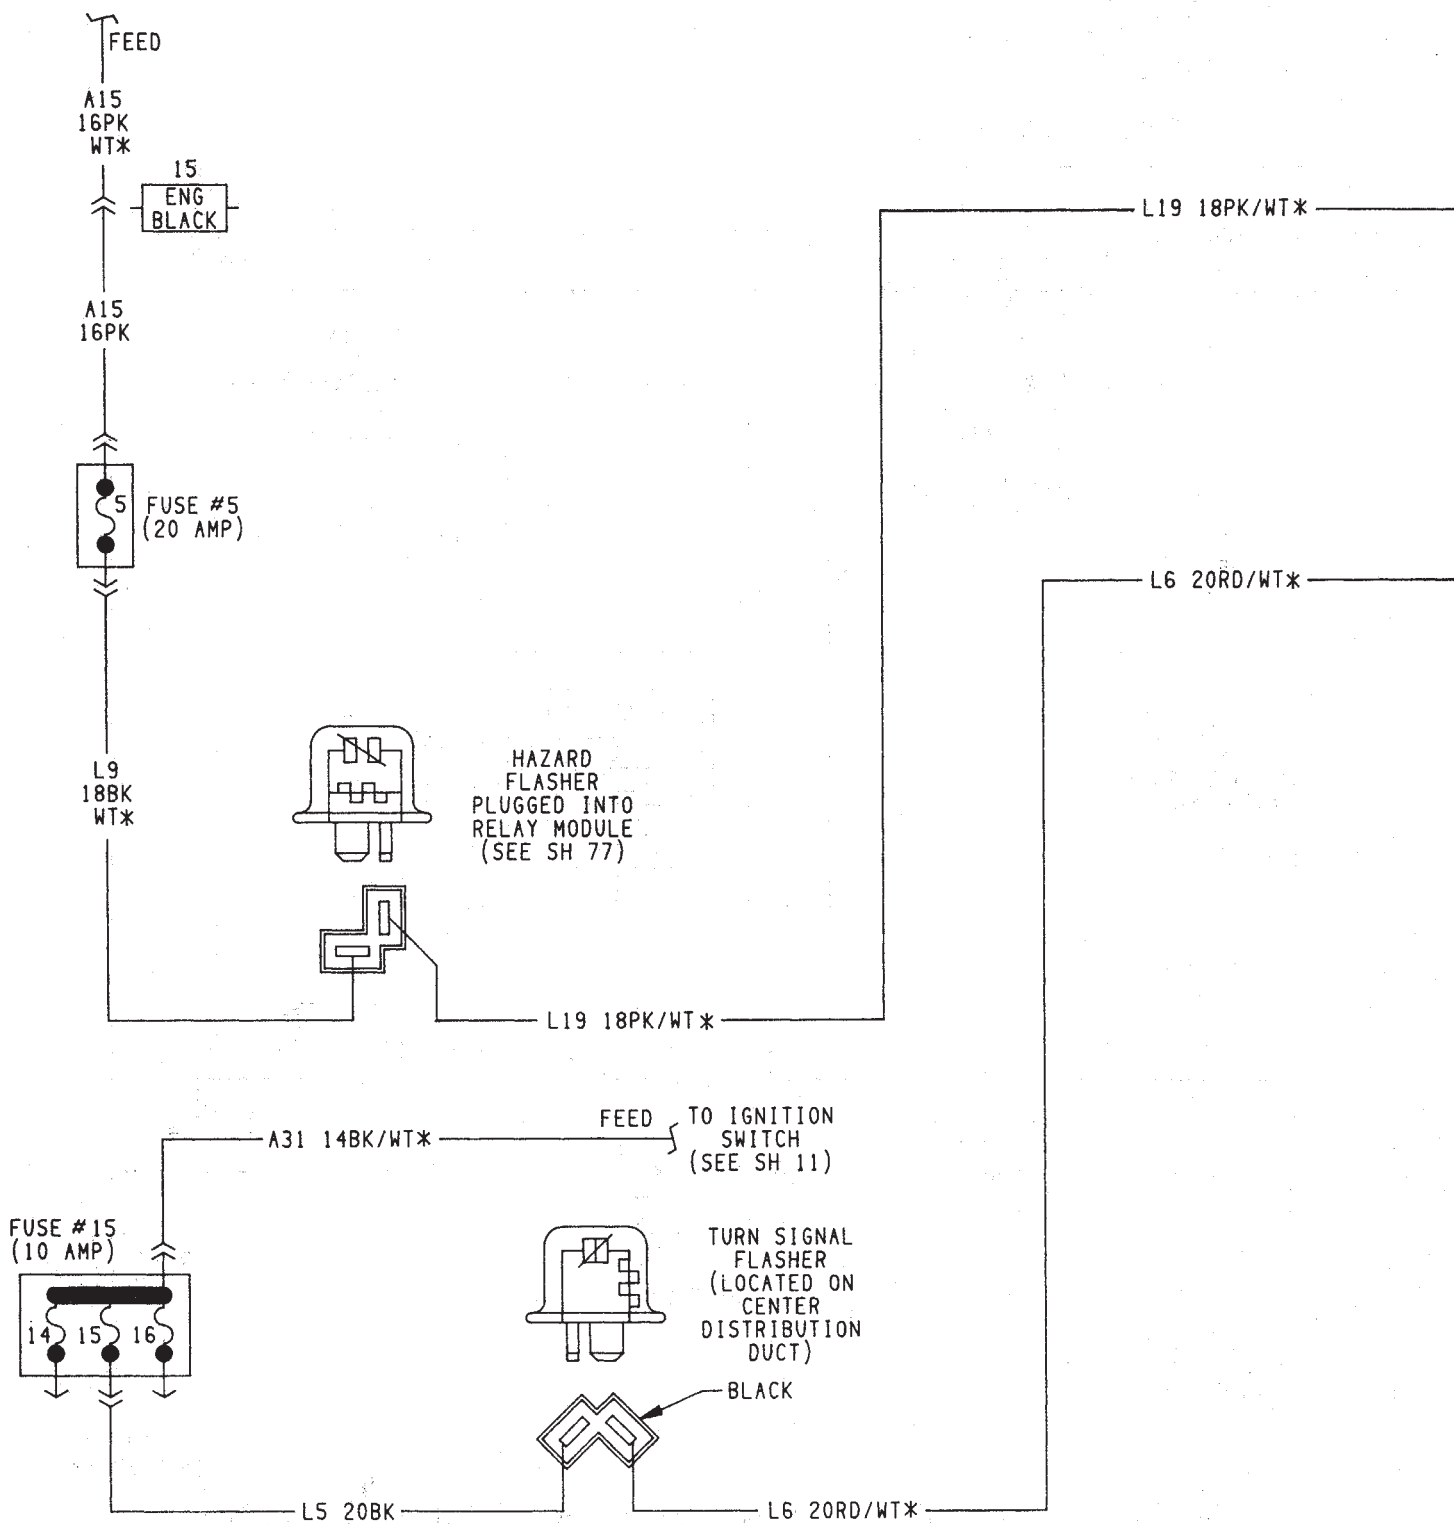 FEED
A15
16PK
WT*
15
ENG
BLACK
L19 18PK/WT*
A15
16PK
5
FUSE #5
(20 AMP)
L6 20RD/WT*
L9
18BK
WT*
HAZARD
FLASHER
PLUGGED INTO
RELAY MODULE
(SEE SH 77)
L19 18PK/WT*
A31 14BK/WT*
FEED
TO IGNITION
SWITCH
(SEE SH 11)
FUSE #15
(10 AMP)
14 15 16
TURN SIGNAL
FLASHER
(LOCATED ON
CENTER
DISTRIBUTION
DUCT)
BLACK
L5 20BK
L6 20RD/WT*